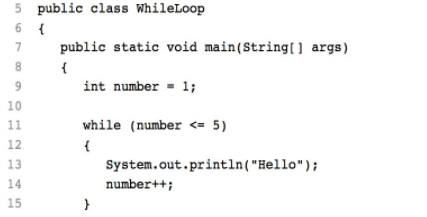 5 public class WhileLoop
6 {
7 public static void main(String[] args)
8 {
9 int number = 1;
10
11 while (number <= 5)
12 {
13 System.out.println("Hello");
14 number++;
15 }